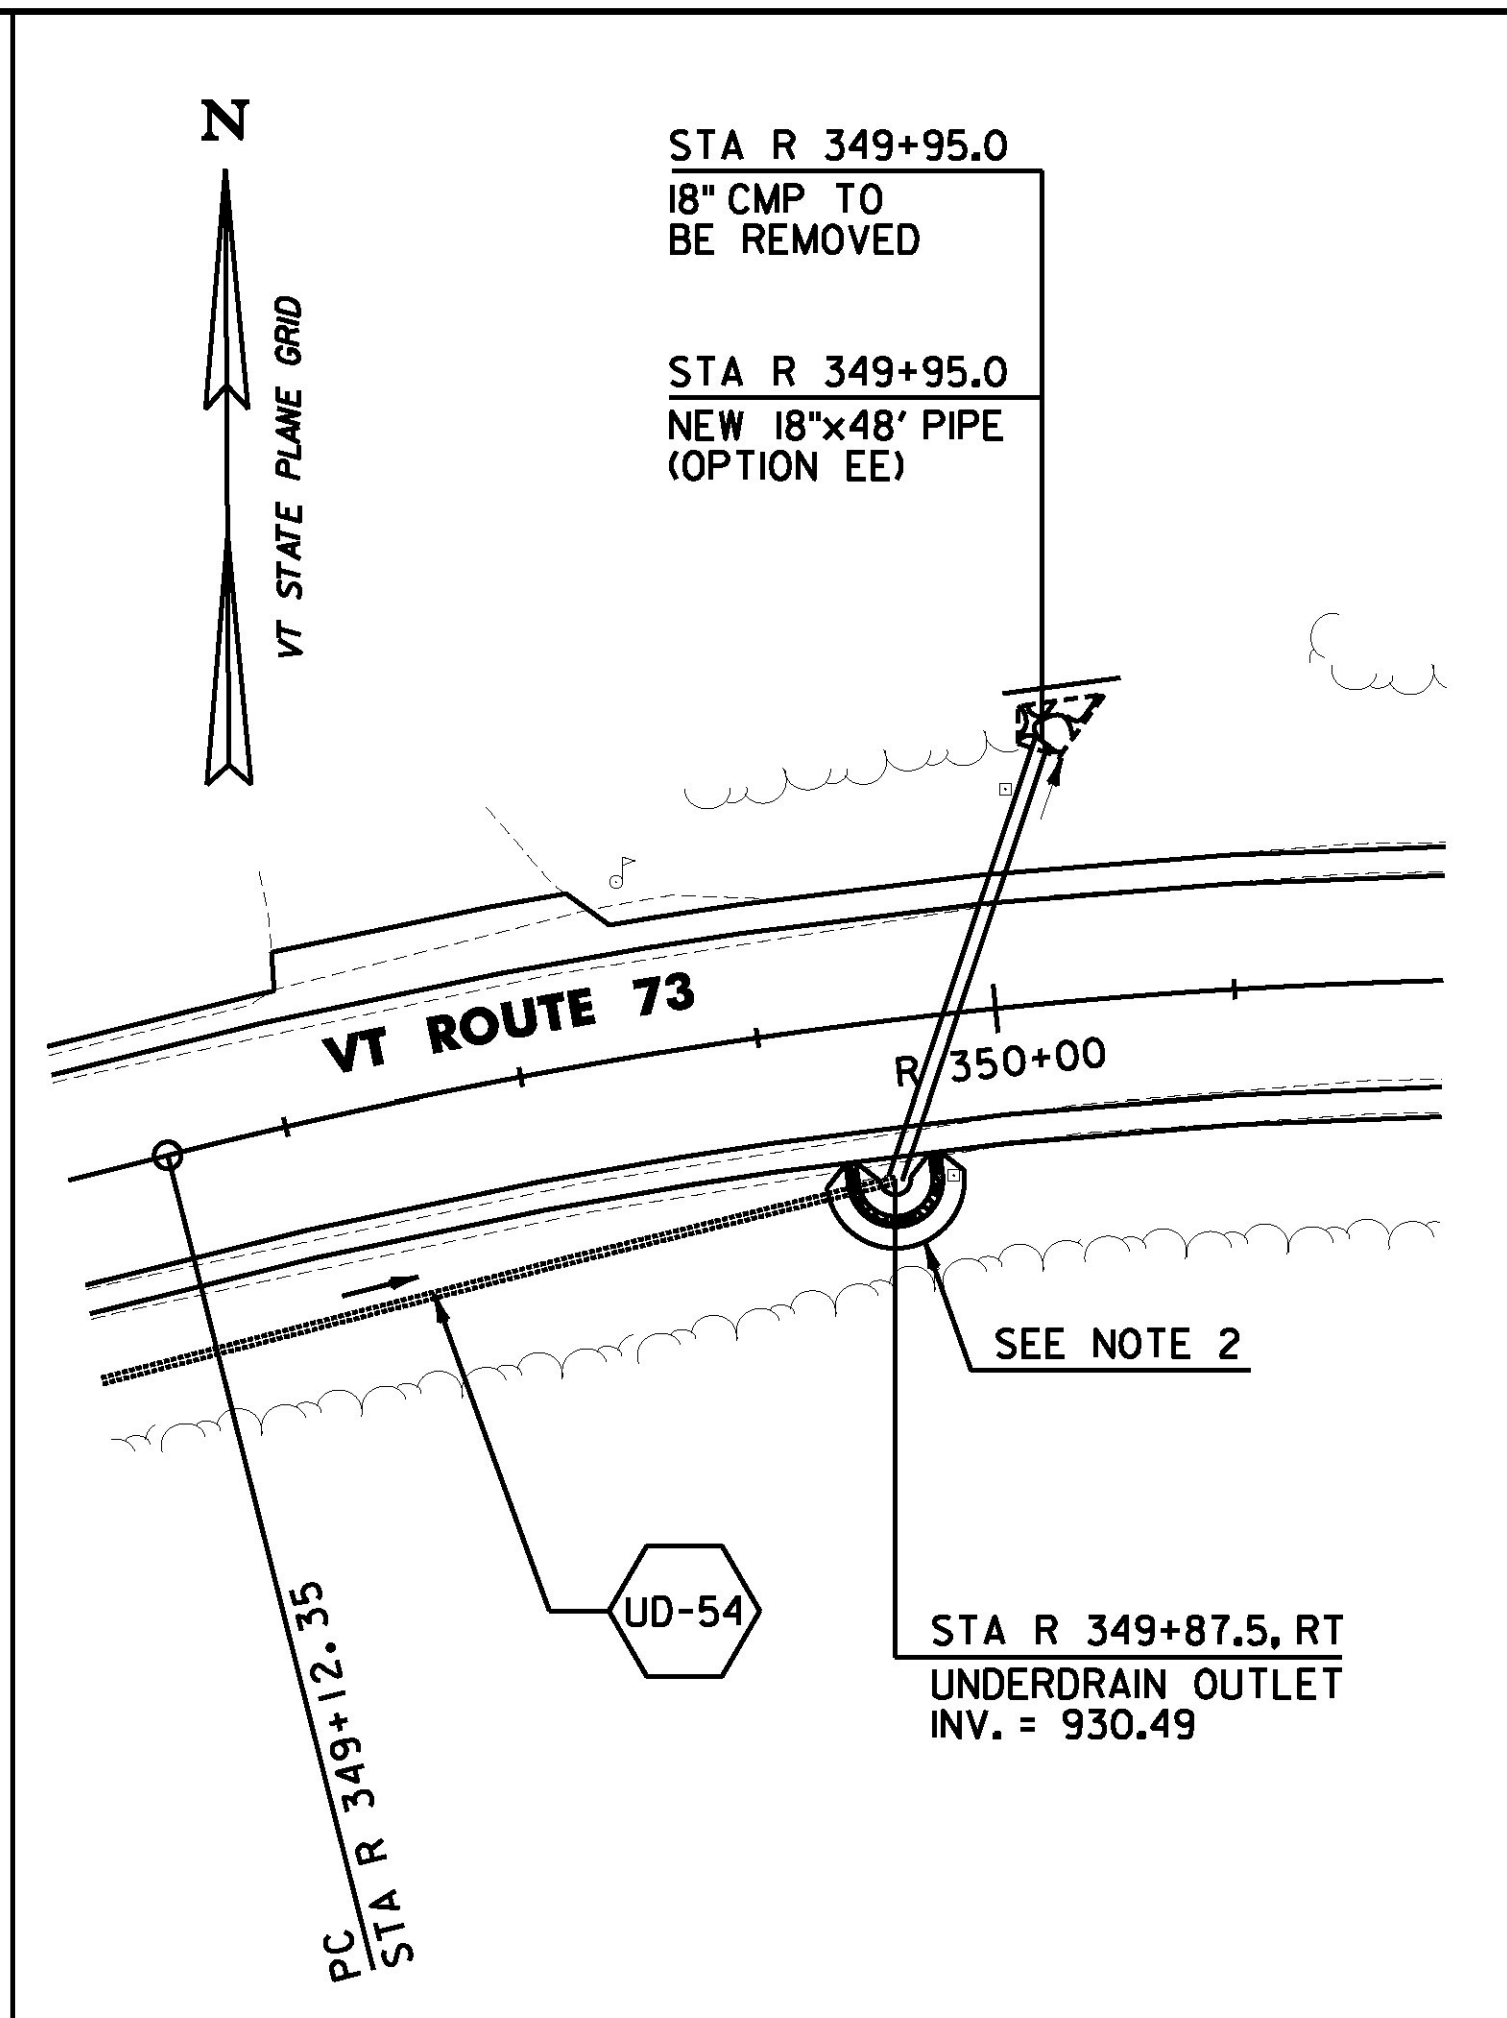 N
VT STATE PLANE GRID
STA R 349+95.0
18" CMP TO
BE REMOVED
STA R 349+95.0
NEW 18"x48' PIPE
(OPTION EE)
VT ROUTE 73
R 350+00
SEE NOTE 2
UD-54
STA R 349+87.5, RT
UNDERDRAIN OUTLET
INV. = 930.49
PC
STA R 349+12.35